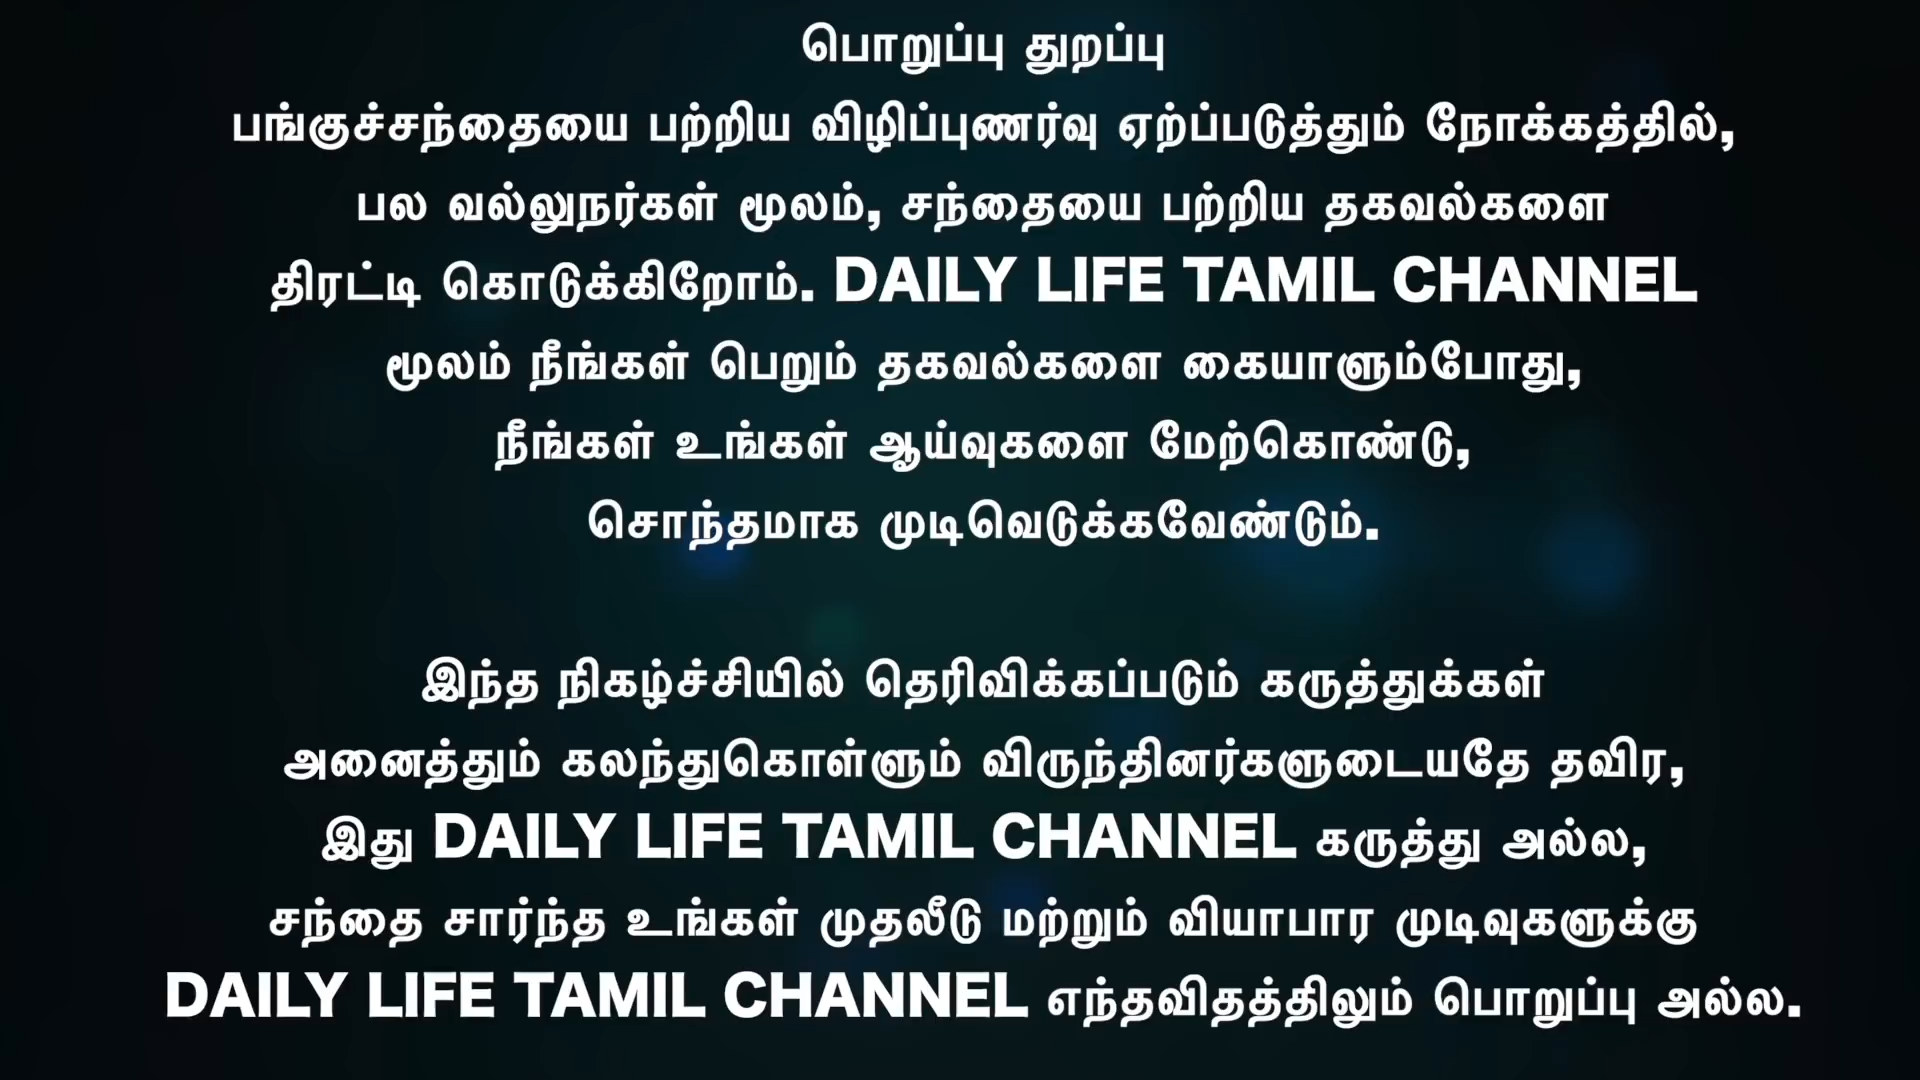 பொறுப்பு துறப்பு
பங்குச்சந்தையை பற்றிய விழிப்புணர்வு ஏற்ப்படுத்தும் நோக்கத்தில்,
பல வல்லுநர்கள் மூலம், சந்தையை பற்றிய தகவல்களை
திரட்டி கொடுக்கிறோம். DAILY LIFE TAMIL CHANNEL
மூலம் நீங்கள் பெறும் தகவல்களை கையாளும்போது,
நீங்கள் உங்கள் ஆய்வுகளை மேற்கொண்டு,
சொந்தமாக முடிவெடுக்கவேண்டும்.
இந்த நிகழ்ச்சியில் தெரிவிக்கப்படும் கருத்துக்கள்
அனைத்தும் கலந்துகொள்ளும் விருந்தினர்களுடையதே தவிர,
இது DAILY LIFE TAMIL CHANNEL கருத்து அல்ல,
சந்தை சார்ந்த உங்கள் முதலீடு மற்றும் வியாபார முடிவுகளுக்கு
DAILY LIFE TAMIL CHANNEL எந்தவிதத்திலும் பொறுப்பு அல்ல.